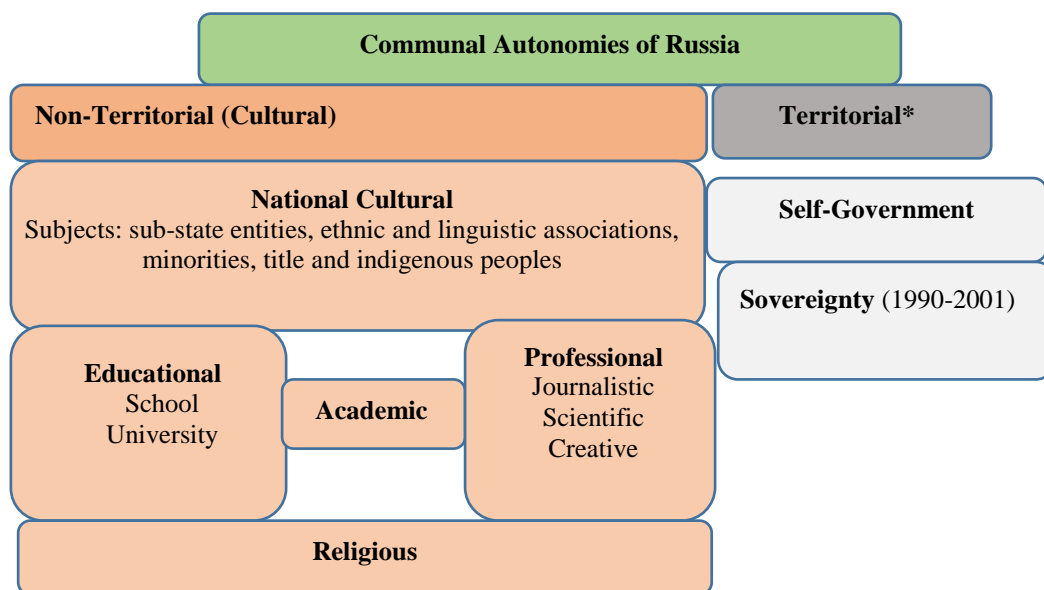 Communal Autonomies of Russia
Non-Territorial (Cultural)
Territorial*
National Cultural
Subjects: sub-state entities, ethnic and linguistic associations,
minorities, title and indigenous peoples
Self-Government
Sovereignty (1990-2001)
Educational
School
University
Academic
Professional
Journalistic
Scientific
Creative
Religious